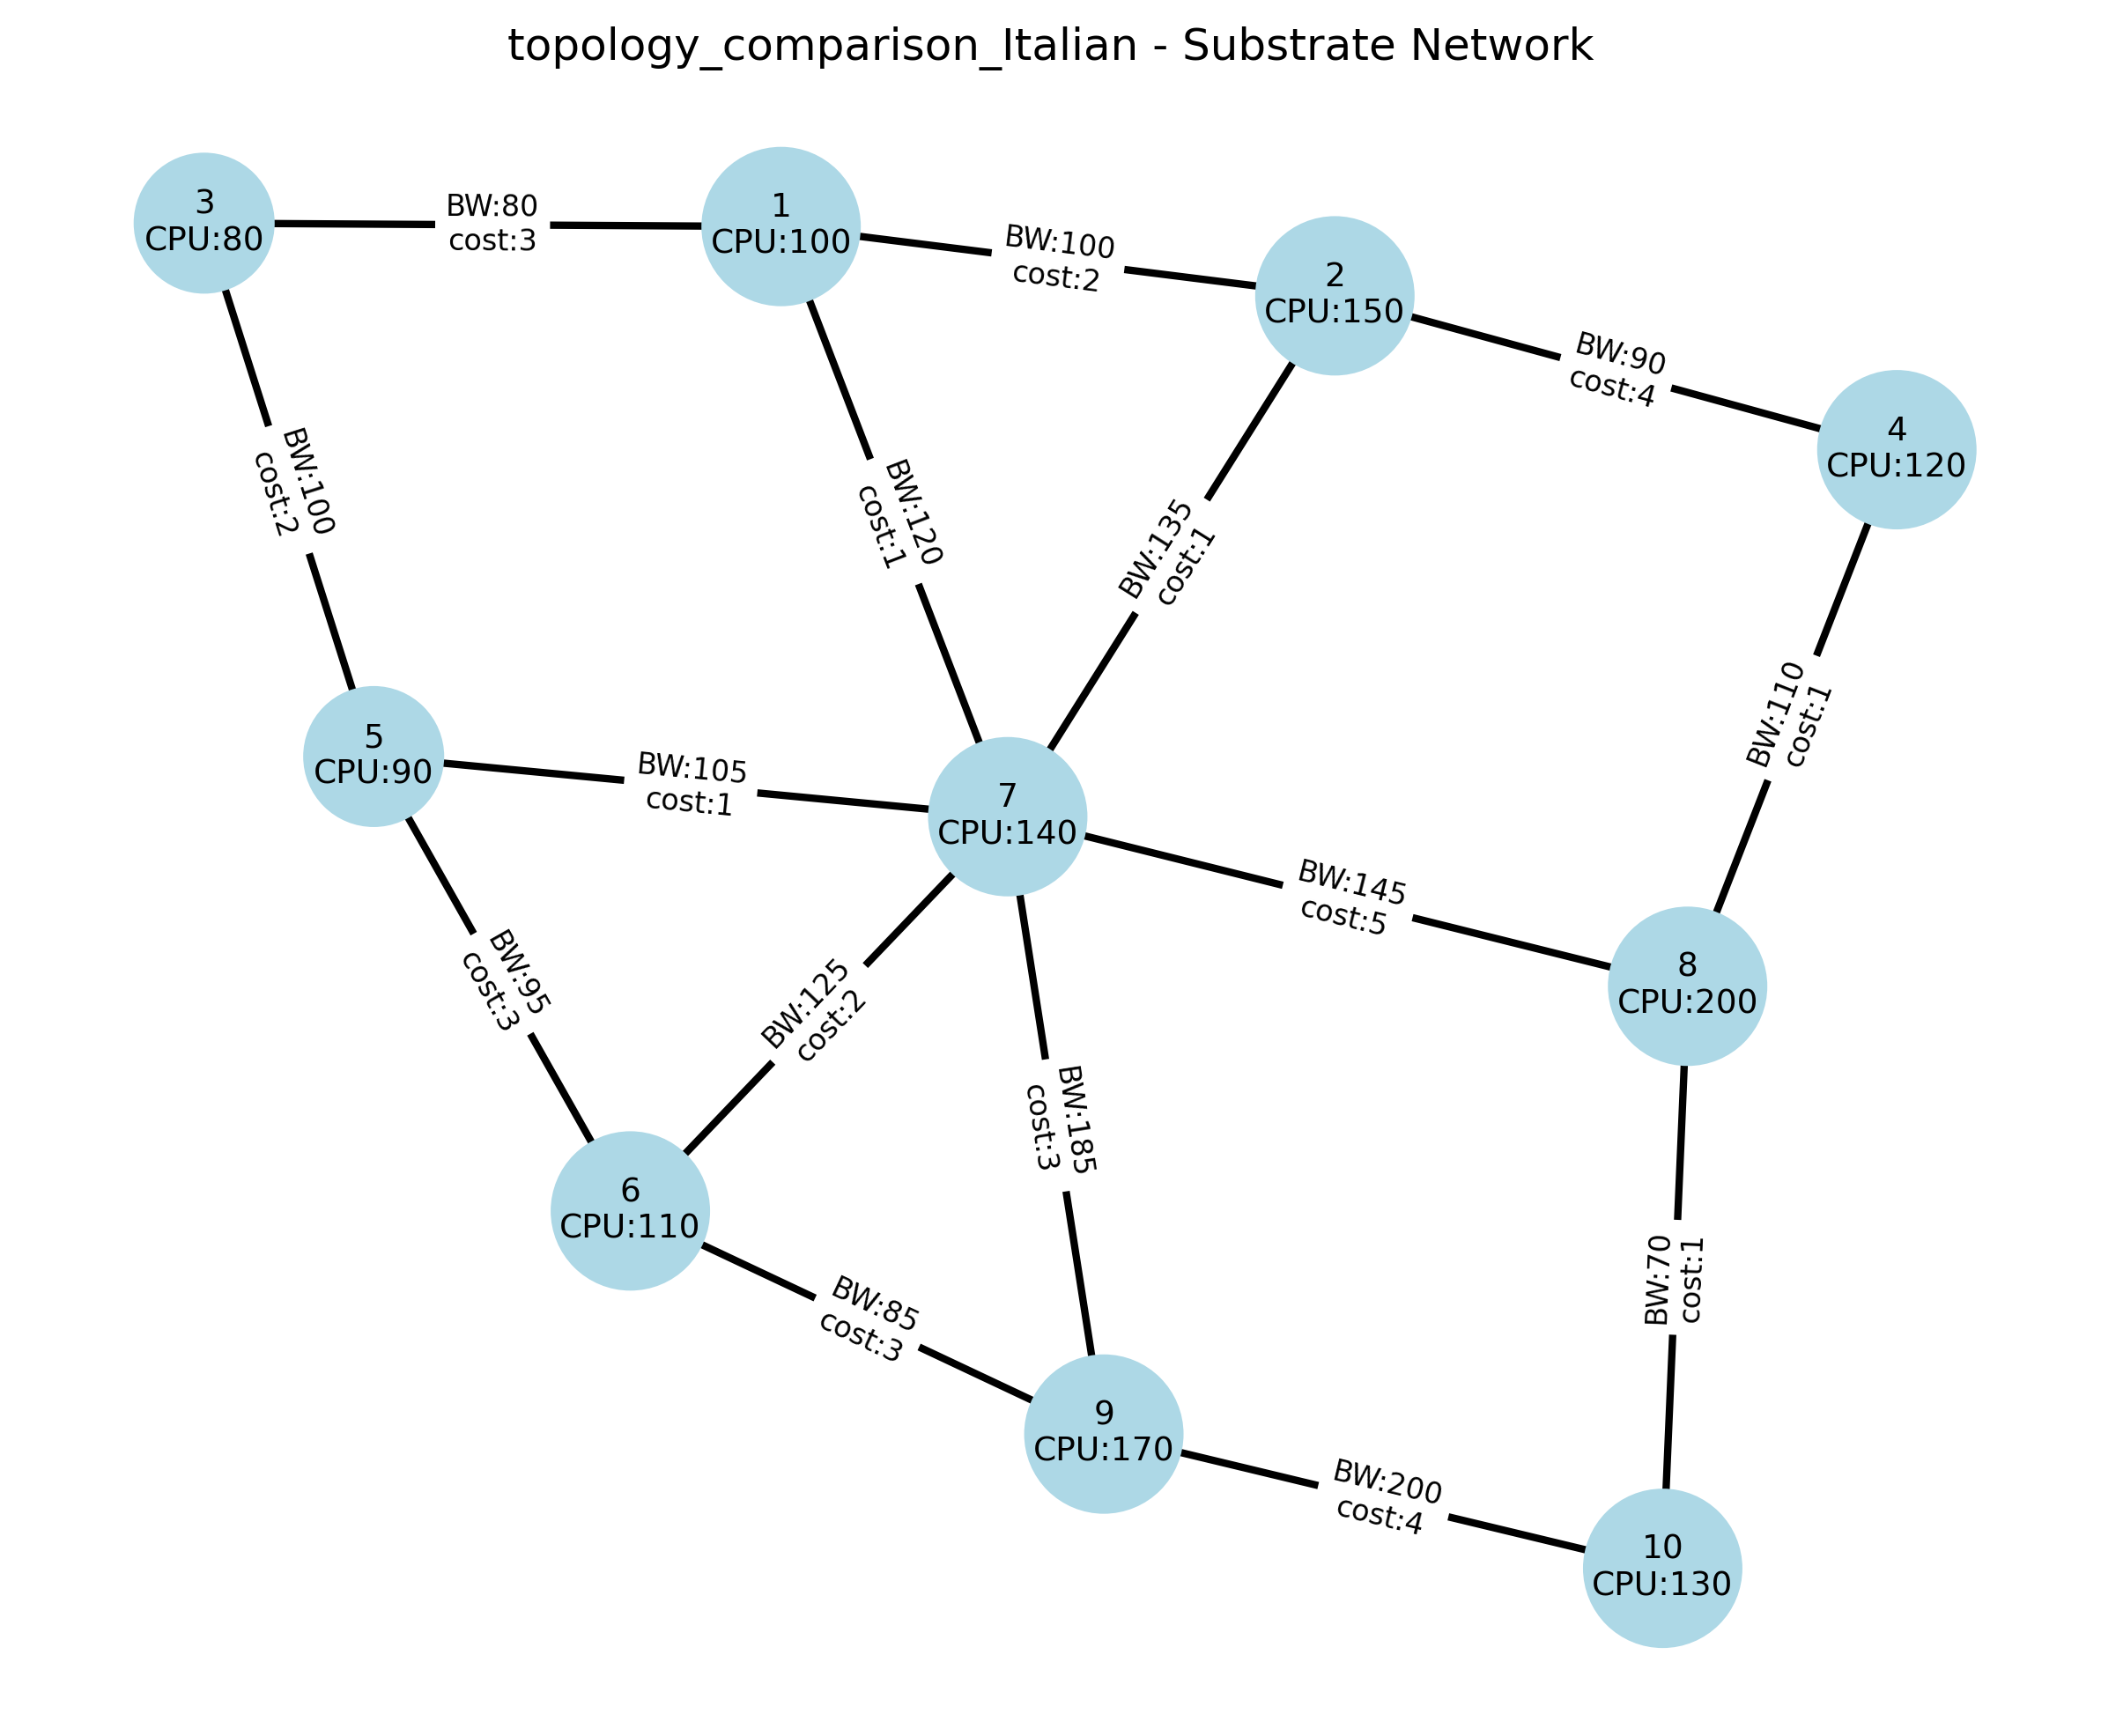 topology_comparison_Italian - Substrate Network
3
CPU:80
BW:80
cost:3
1
CPU:100
BW:100
cost:2
2
CPU:150
BW:90
cost:4
4
CPU:120
BW:100
cost:2
BW:120
cost:1
BW:135
cost:1
BW:110
cost:1
5
CPU:90
BW:105
cost:1
7
CPU:140
BW:145
cost:5
8
CPU:200
BW:95
cost:3
BW:125
cost:2
BW:185
cost:3
6
CPU:110
BW:85
cost:3
BW:70
cost:1
9
CPU:170
BW:200
cost:4
10
CPU:130